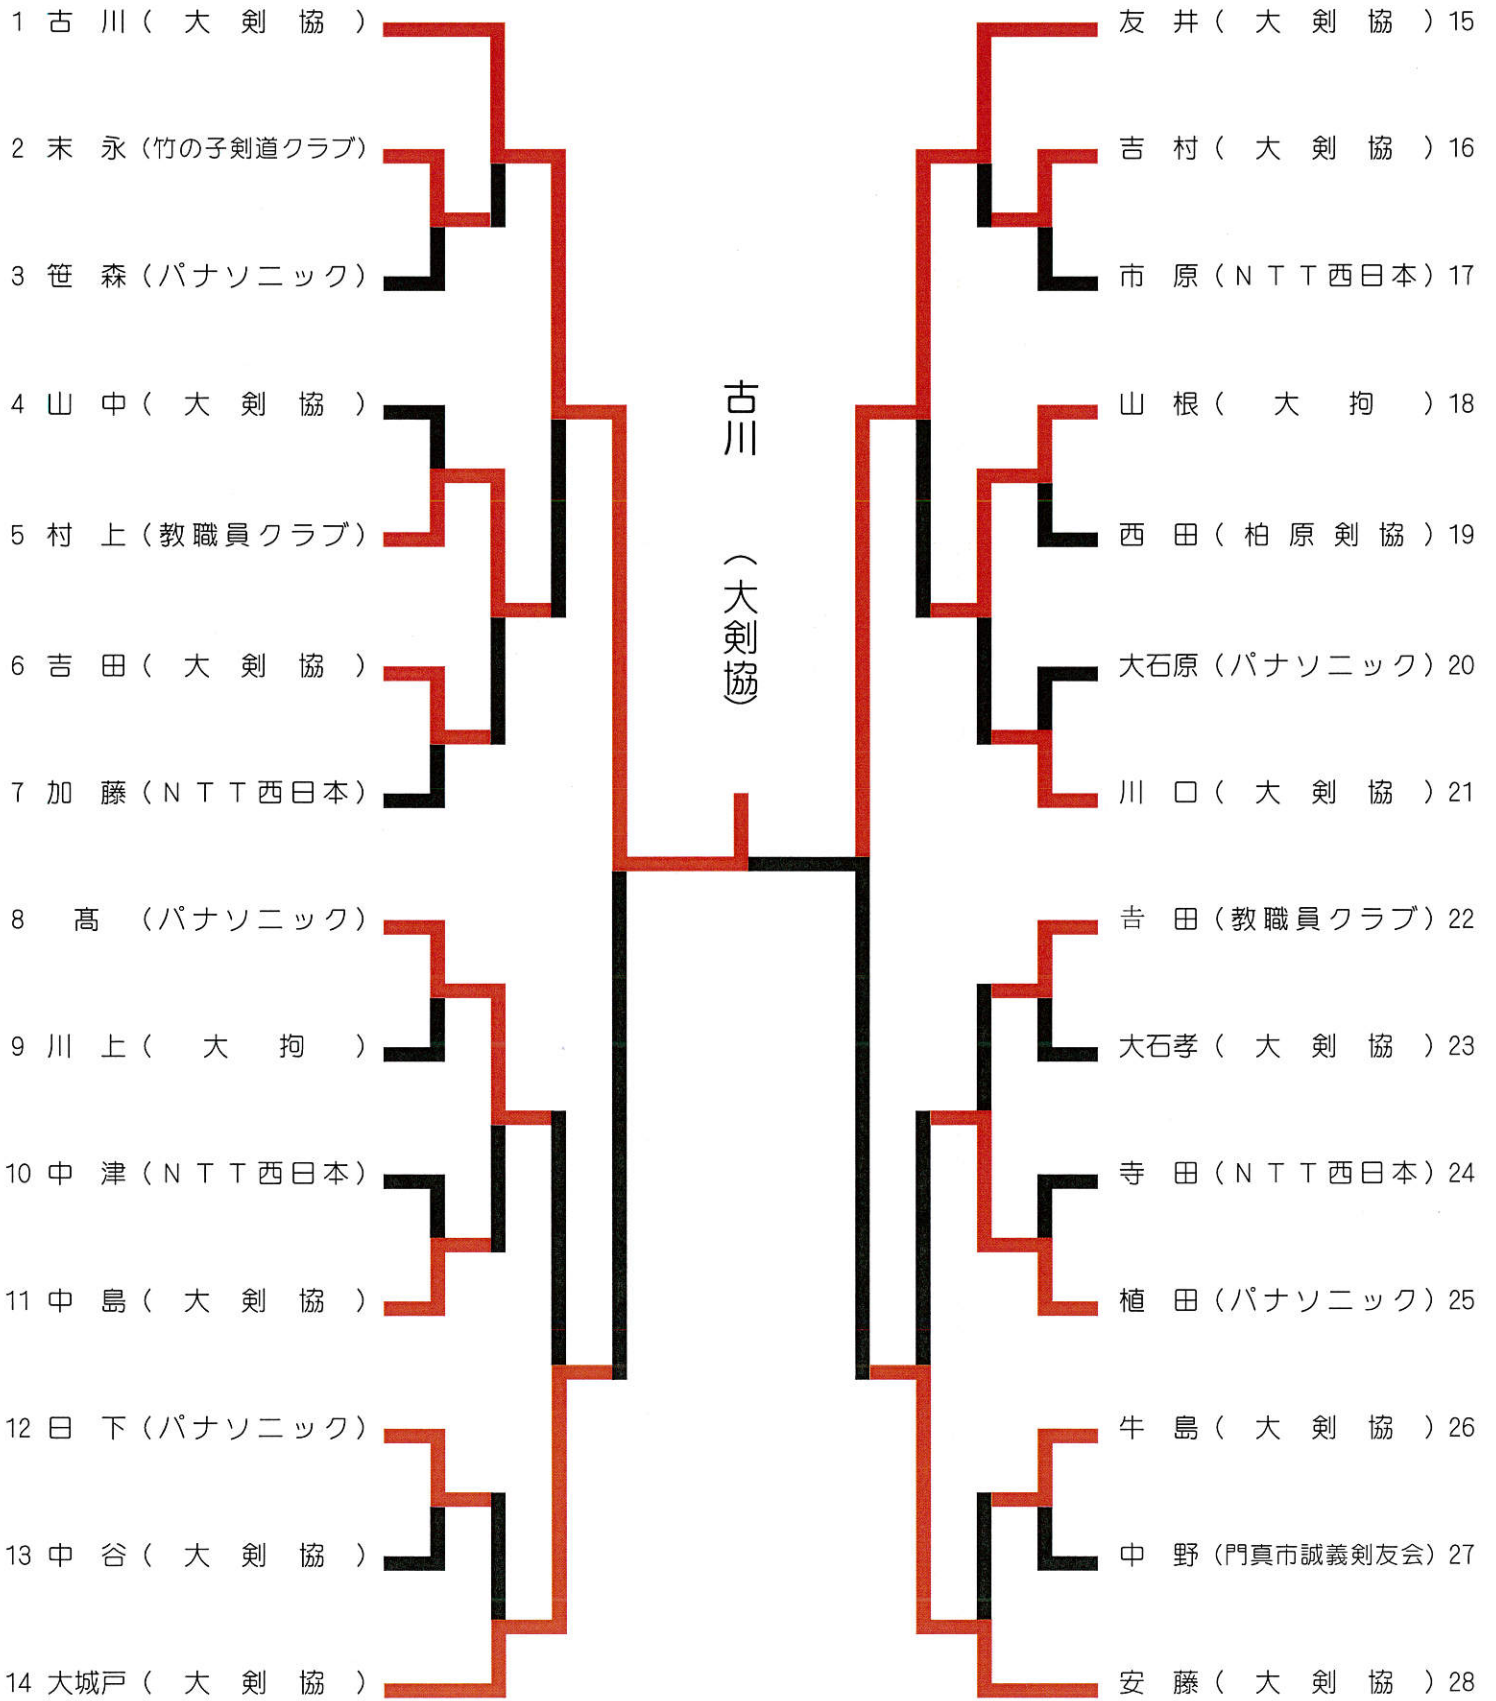 1 古川(大剣協)
2 末永(竹の子剣道クラブ)
3 笹森(パナソニック)
4 山中(大剣協)
5 村上(教職員クラブ)
6 吉田(大剣協)
7 加藤(NTT西日本)
8 髙(パナソニック)
9 川上(大拘)
10 中津(NTT西日本)
11 中島(大剣協)
12 日下(パナソニック)
13 中谷(大剣協)
14 大城戸(大剣協)
古川(大剣協)
友井(大剣協)15
吉村(大剣協)16
市原(NTT西日本)17
山根(大拘)18
西田(柏原剣協)19
大石原(パナソニック)20
川口(大剣協)21
𠮷田(教職員クラブ)22
大石孝(大剣協)23
寺田(NTT西日本)24
植田(パナソニック)25
牛島(大剣協)26
中野(門真市誠義剣友会)27
安藤(大剣協)28